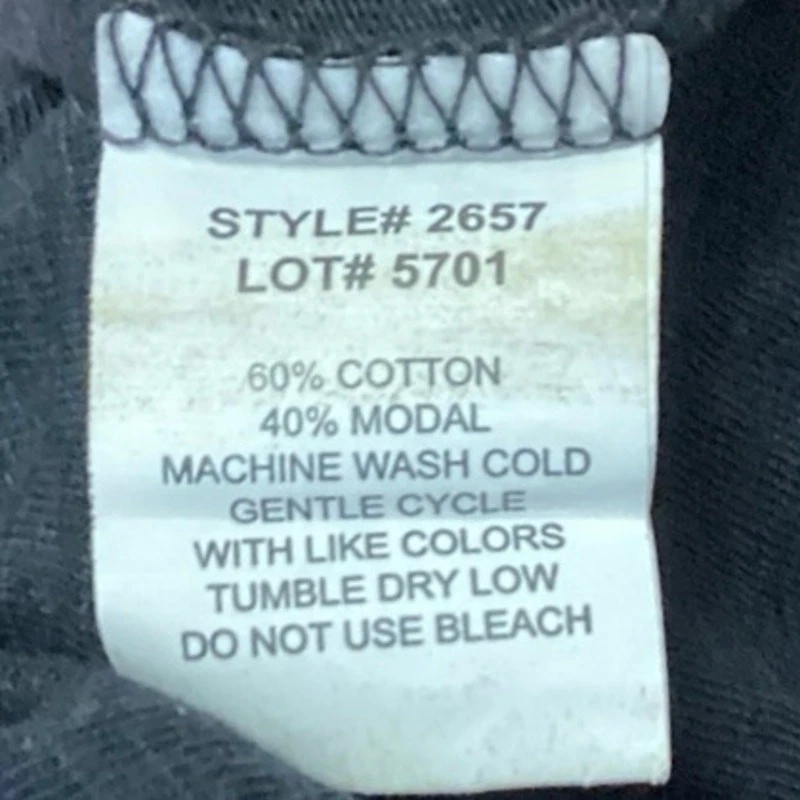 STYLE# 2657
LOT# 5701
60% COTTON
40% MODAL
MACHINE WASH COLD
GENTLE CYCLE
WITH LIKE COLORS
TUMBLE DRY LOW
DO NOT USE BLEACH